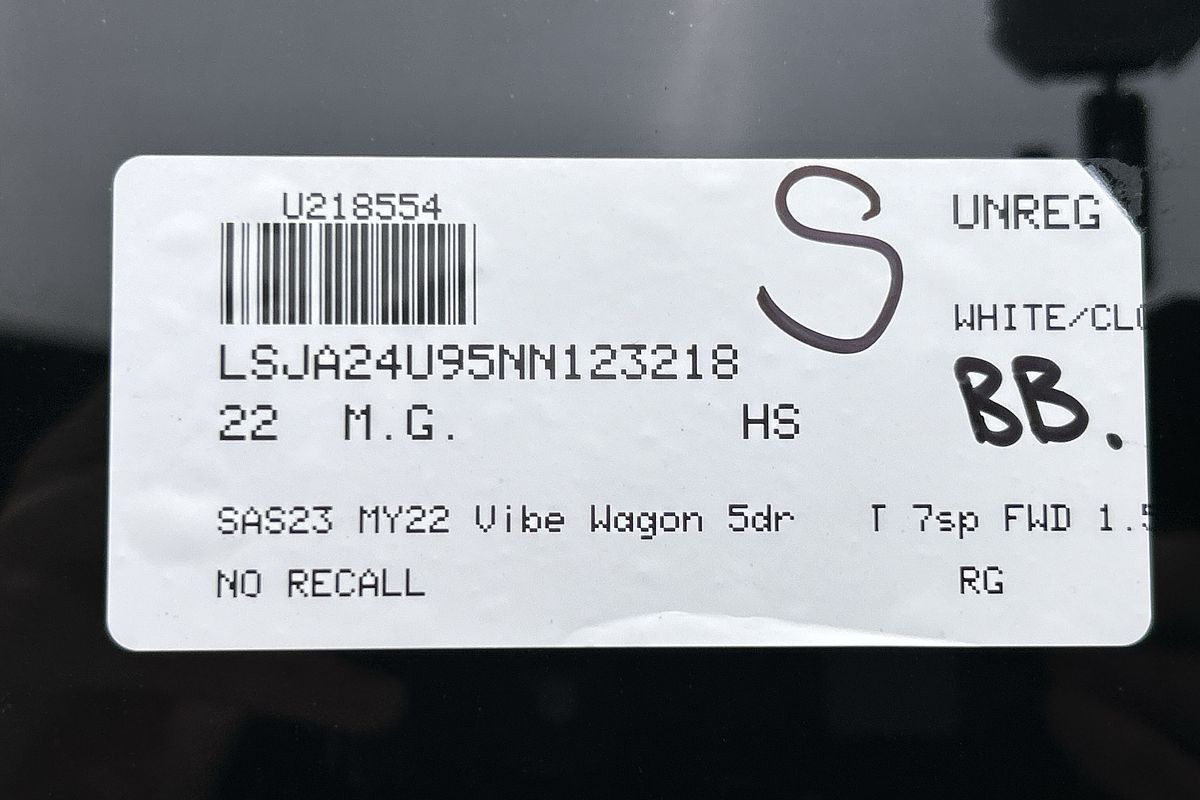 U218554
S
UNREG
WHITE/CLO
LSJA24U95NN123218
22 M.G. HS
BB.
SAS23 MY22 Vibe Wagon 5dr T 7sp FWD 1.5
NO RECALL RG